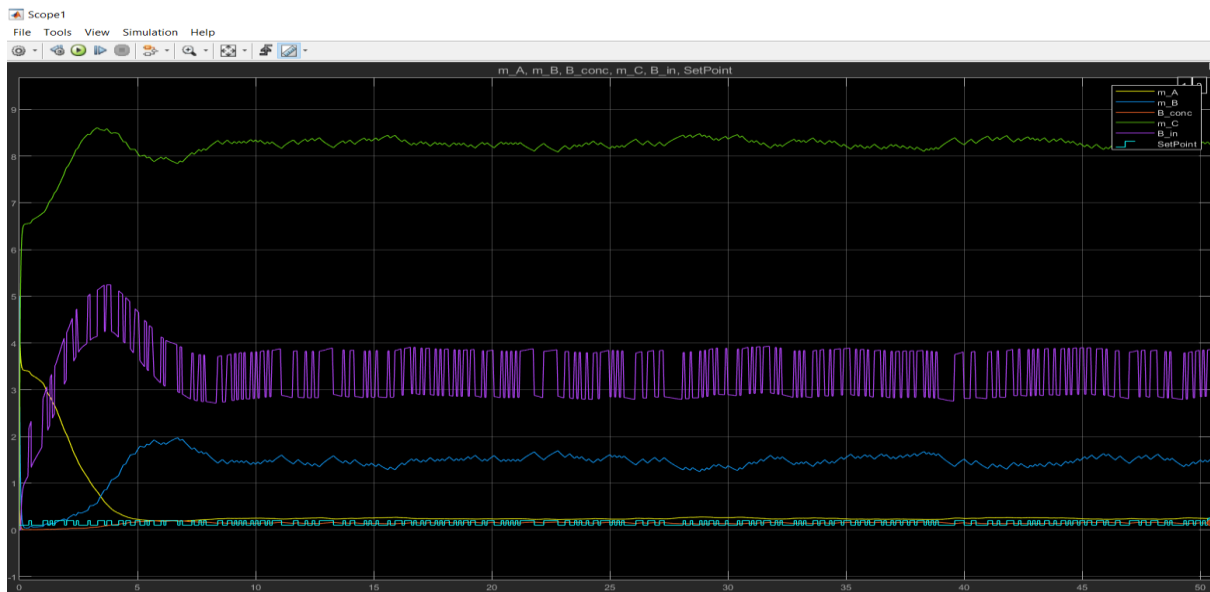 Scope1
File Tools View Simulation Help
m_A, m_B, B_conc, m_C, B_in, SetPoint
m_A
m_B
B_conc
m_C
B_in
SetPoint
9
8
7
6
5
4
3
2
1
0
-1
0 5 10 15 20 25 30 35 40 45 50